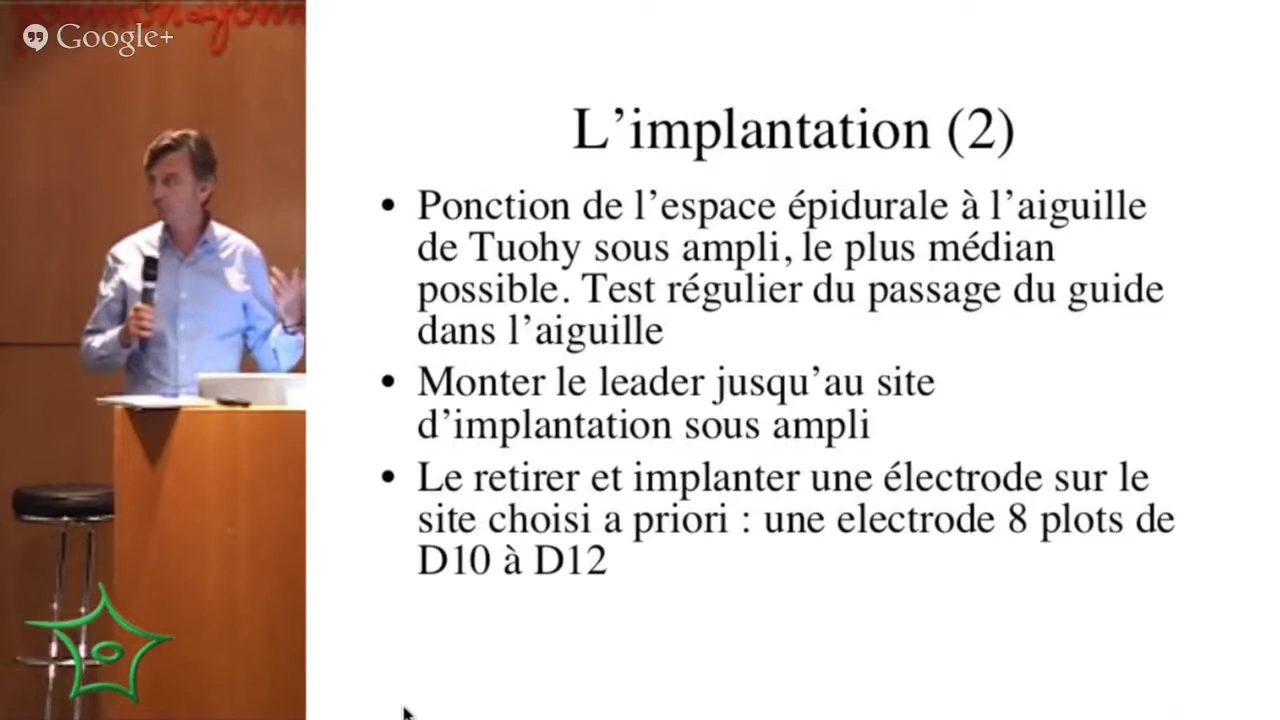 Google+
L’implantation (2)
• Ponction de l’espace épidurale à l’aiguille
de Tuohy sous ampli, le plus médian
possible. Test régulier du passage du guide
dans l’aiguille
• Monter le leader jusqu’au site
d’implantation sous ampli
• Le retirer et implanter une électrode sur le
site choisi a priori : une electrode 8 plots de
D10 à D12